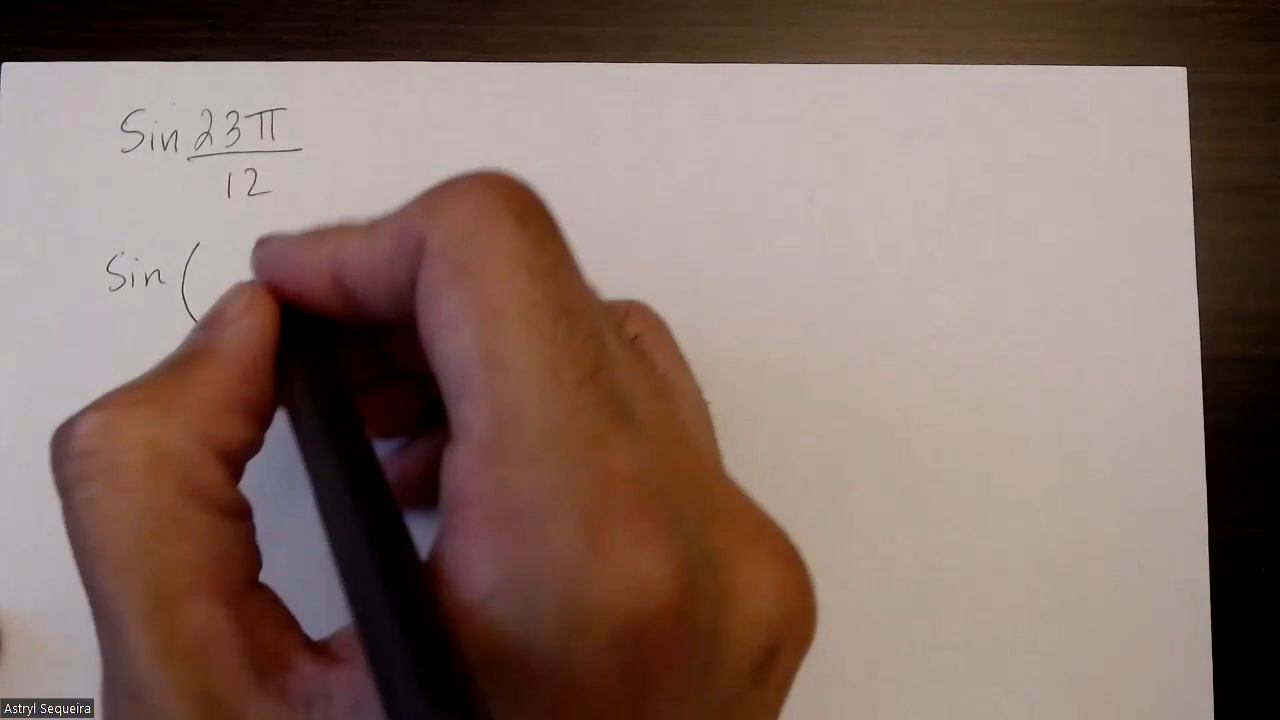 Sin 23π
12
Sin (
Astryl Sequeira